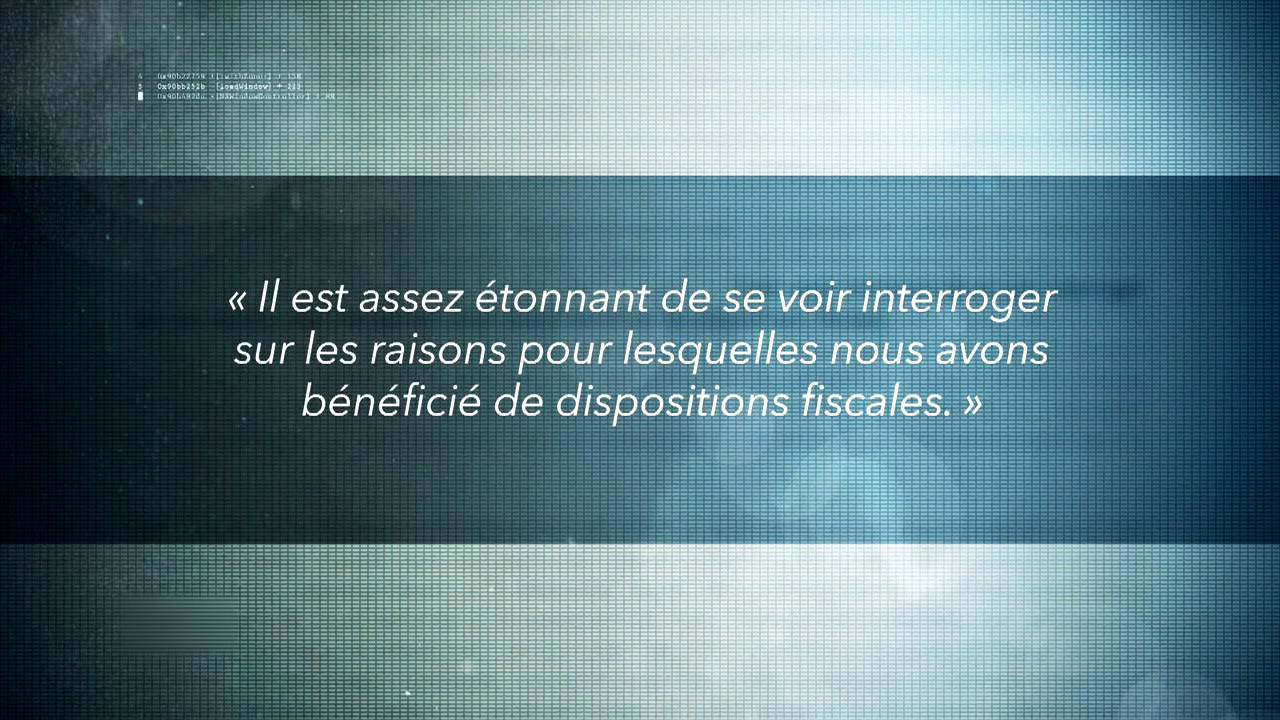 « Il est assez étonnant de se voir interroger
sur les raisons pour lesquelles nous avons
bénéficié de dispositions fiscales. »